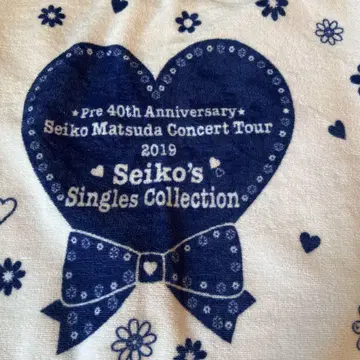 ★Pre 40th Anniversary★
Seiko Matsuda Concert Tour
2019
Seiko's
Singles Collection